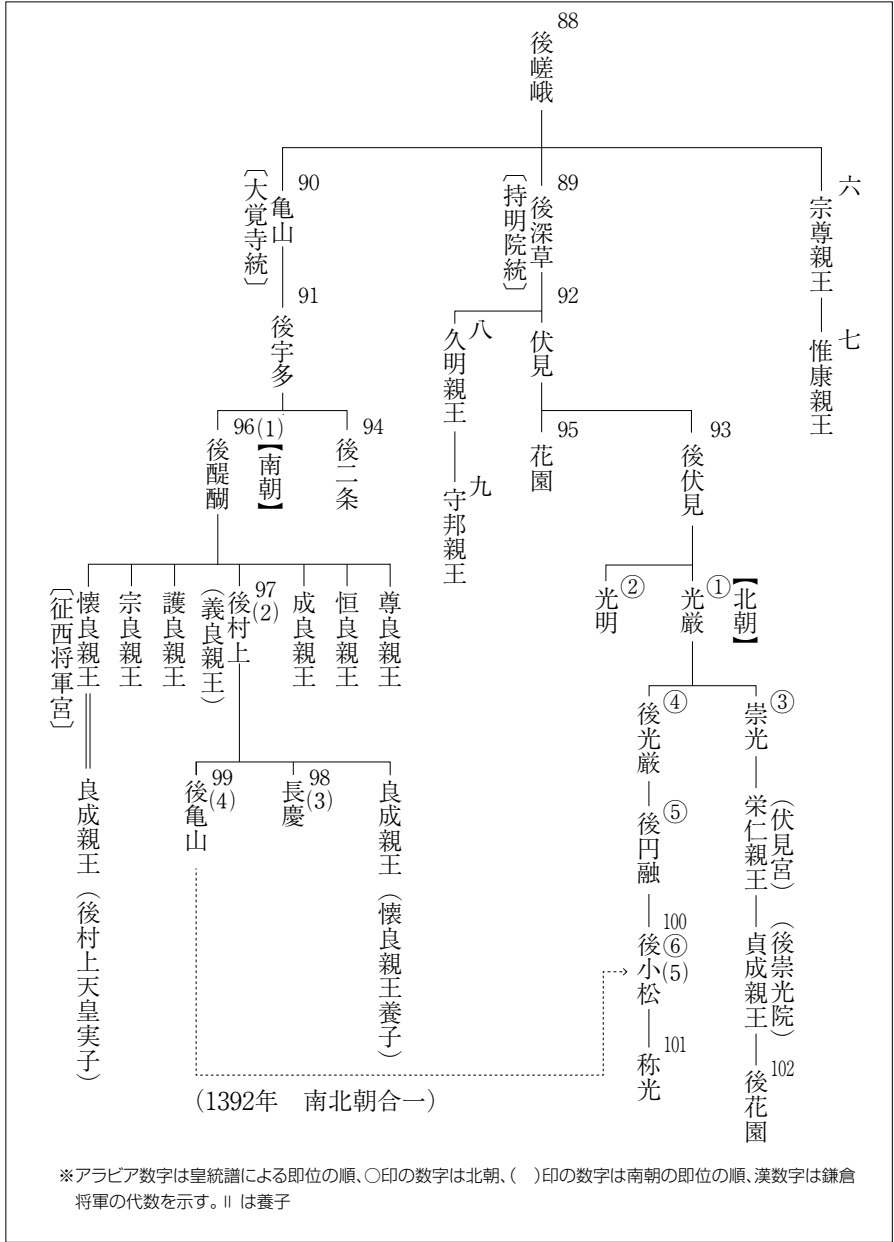 88
後嵯峨
六
宗尊親王
七
惟康親王
89
後深草
〔持明院統〕
90
亀山
〔大覚寺統〕
92
伏見
八
久明親王
九
守邦親王
91
後宇多
93
後伏見
95
花園
94
後二条
96(1)
【南朝】
後醍醐
【北朝】
①
光厳
②
光明
尊良親王
恒良親王
成良親王
97
(2)
後村上
(義良親王)
護良親王
宗良親王
懐良親王
〔征西将軍宮〕
③
崇光
(伏見宮)
栄仁親王
(後崇光院)
貞成親王
102
後花園
④
後光厳
⑤
後円融
100
⑥
(5)
後小松
101
称光
良成親王(懐良親王養子)
98
(3)
長慶
99
(4)
後亀山
良成親王(後村上天皇実子)
(1392年 南北朝合一)
※アラビア数字は皇統譜による即位の順、○印の数字は北朝、( )印の数字は南朝の即位の順、漢数字は鎌倉
将軍の代数を示す。॥ は養子